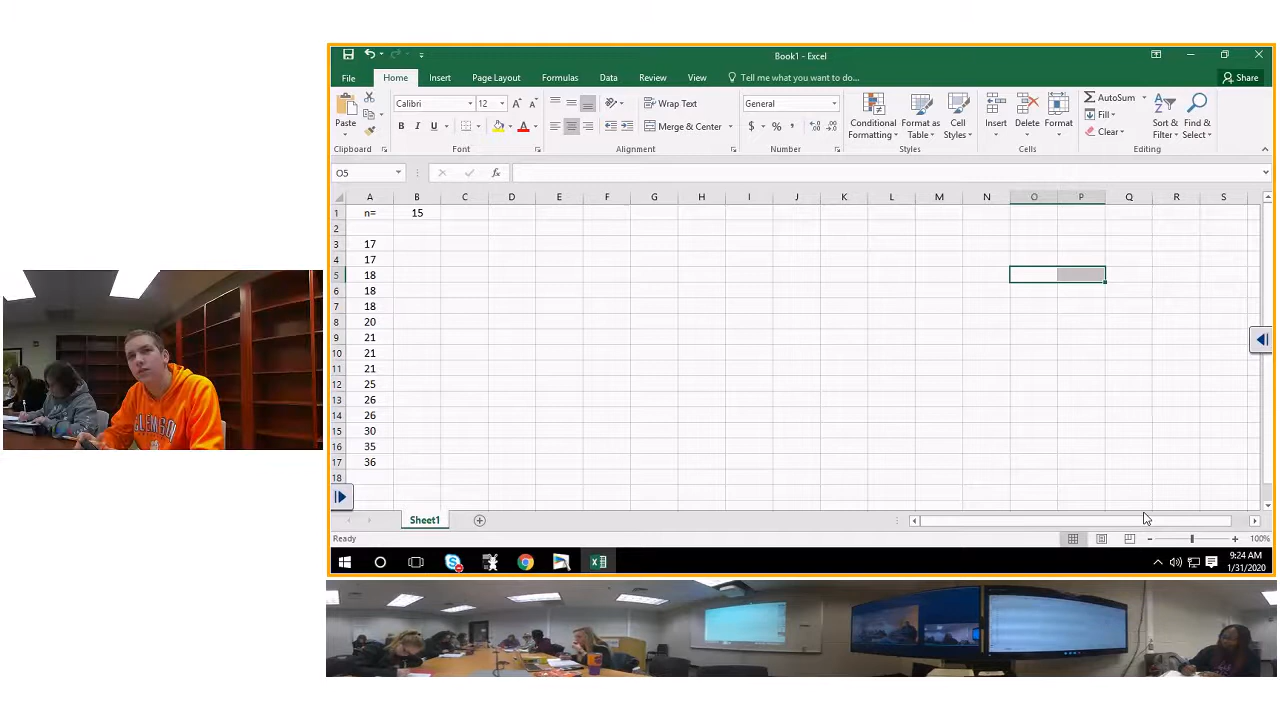 Book1 - Excel
File Home Insert Page Layout Formulas Data Review View Tell me what you want to do... Share
Calibri 12 Wrap Text General AutoSum
Paste Conditional Format as Cell Insert Delete Format Fill Sort & Find &
B I U Merge & Center $ % , Formatting Table Styles Clear Filter Select
Clipboard Font Alignment Number Styles Cells Editing
O5 fx
A B C D E F G H I J K L M N O P Q R S
1 n= 15
2
3 17
4 17
5 18
6 18
7 18
8 20
9 21
10 21
11 21
12 25
13 26
14 26
15 30
16 35
17 36
18
Sheet1
Ready 100%
9:24 AM
1/31/2020